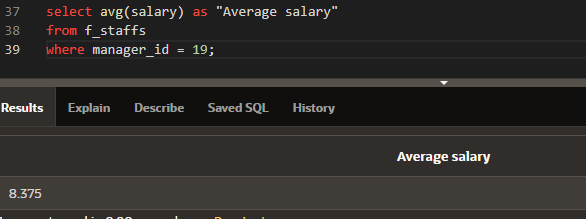 37 select avg(salary) as "Average salary"
38 from f_staffs
39 where manager_id = 19;
Results Explain Describe Saved SQL History
Average salary
8.375